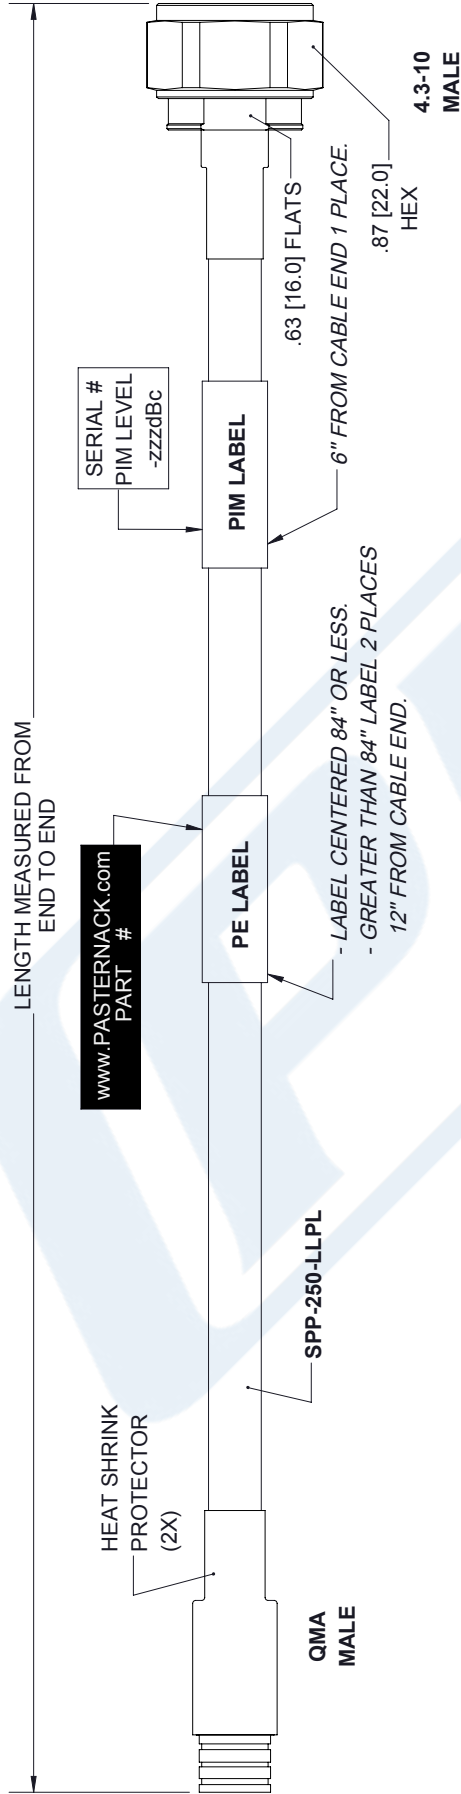 LENGTH MEASURED FROM
END TO END
HEAT SHRINK
PROTECTOR
(2X)
www.PASTERNACK.com
PART #
SERIAL #
PIM LEVEL
-zzzdBc
PE LABEL
PIM LABEL
QMA
MALE
SPP-250-LLPL
- LABEL CENTERED 84" OR LESS.
- GREATER THAN 84" LABEL 2 PLACES
12" FROM CABLE END.
6" FROM CABLE END 1 PLACE.
.63 [16.0] FLATS
.87 [22.0]
HEX
4.3-10
MALE